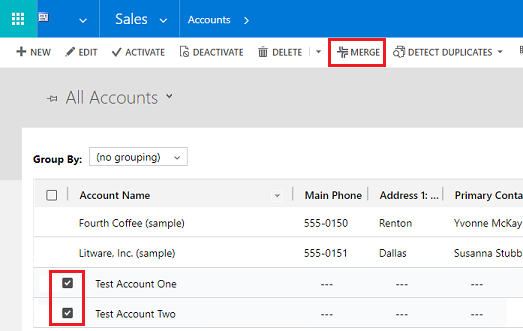 Sales Accounts
NEW EDIT ACTIVATE DEACTIVATE DELETE MERGE DETECT DUPLICATES
All Accounts
Group By: (no grouping)
Account Name Main Phone Address 1: ... Primary Conta
Fourth Coffee (sample) 555-0150 Renton Yvonne McKay
Litware, Inc. (sample) 555-0151 Dallas Susanna Stubb
Test Account One --- --- ---
Test Account Two --- --- ---